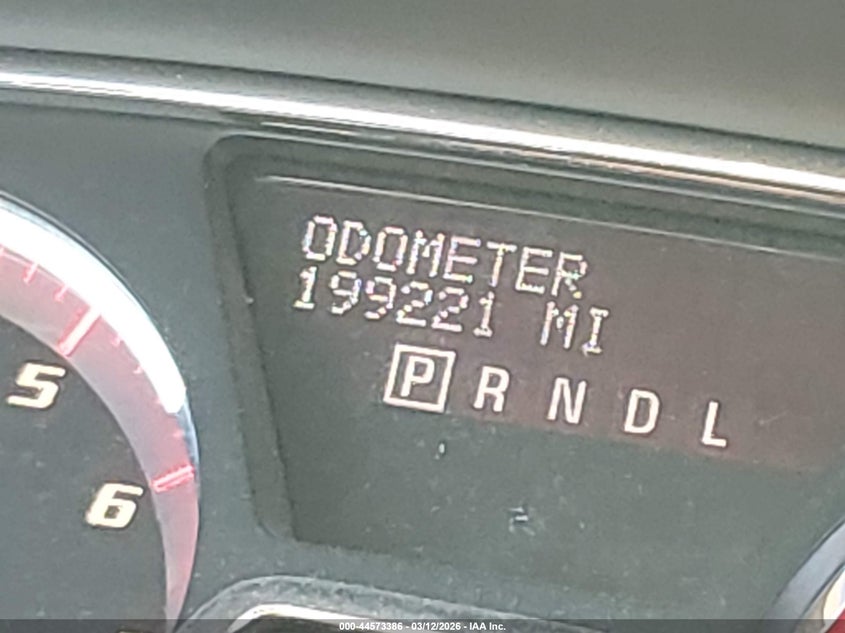 ODOMETER
199221 MI
P R N D L
5
6
000-44573386 - 03/12/2026 - IAA Inc.